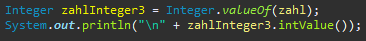 Integer zahlInteger3 = Integer.valueOf(zahl);
System.out.println("\n" + zahlInteger3.intValue());